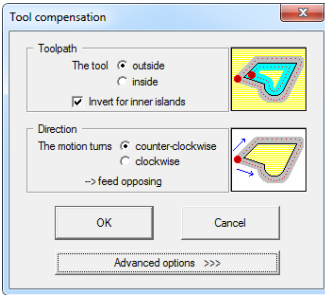 Tool compensation
Toolpath
The tool outside
inside
Invert for inner islands
Direction
The motion turns counter-clockwise
clockwise
--> feed opposing
OK Cancel
Advanced options >>>